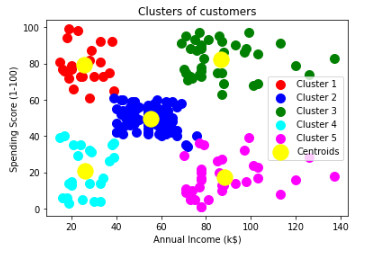 Clusters of customers
Spending Score (1-100)
100
80
60
40
20
0
Cluster 1
Cluster 2
Cluster 3
Cluster 4
Cluster 5
Centroids
20 40 60 80 100 120 140
Annual Income (k$)